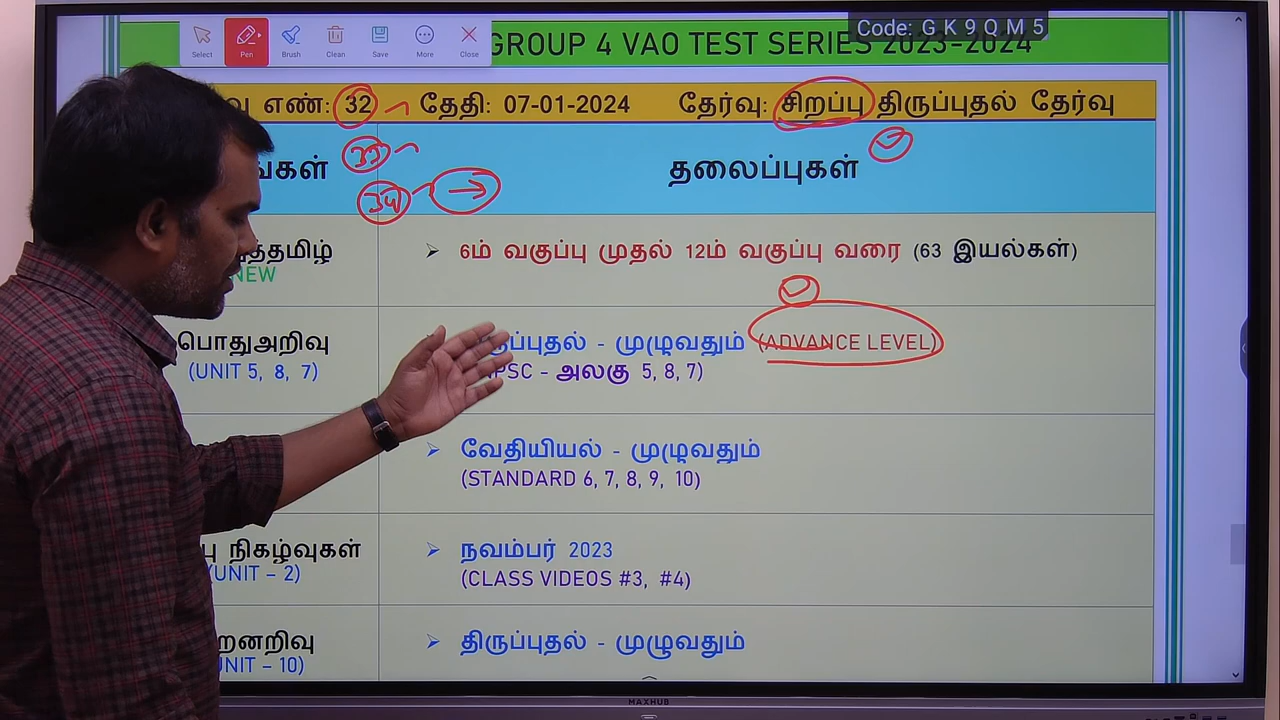 Code: G K 9 Q M 5
Select Pen Brush Clean Save More Close
GROUP 4 VAO TEST SERIES 2023-2024
எண்: 32 தேதி: 07-01-2024 தேர்வு: சிறப்பு திருப்புதல் தேர்வு
33
34
தலைப்புகள்
6ம் வகுப்பு முதல் 12ம் வகுப்பு வரை (63 இயல்கள்)
NEW
பொதுஅறிவு
(UNIT 5, 8, 7)
- முழுவதும் (ADVANCE LEVEL)
- அலகு 5, 8, 7)
வேதியியல் - முழுவதும்
(STANDARD 6, 7, 8, 9, 10)
நிகழ்வுகள்
(UNIT – 2)
நவம்பர் 2023
(CLASS VIDEOS #3, #4)
திருப்புதல் - முழுவதும்
– 10)
MAXHUB